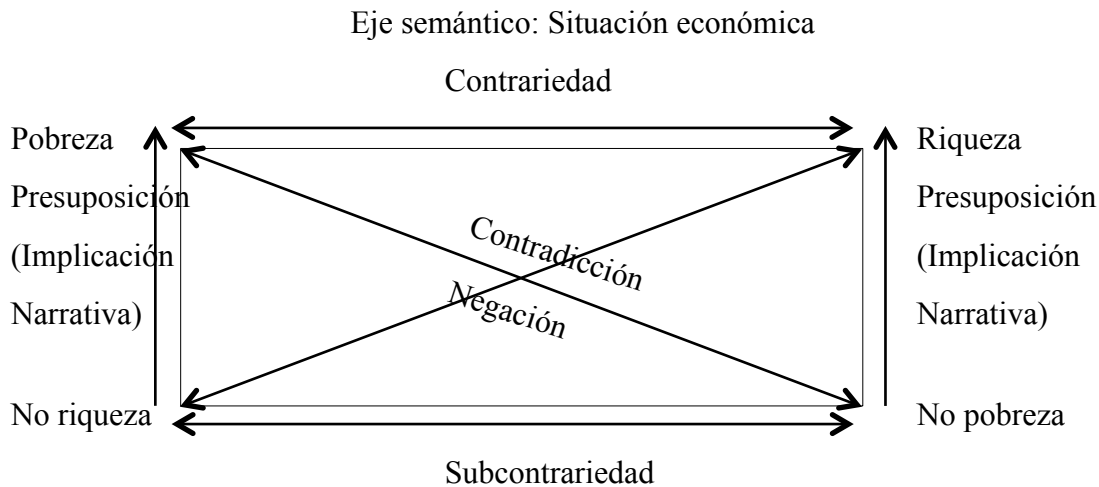 Eje semántico: Situación económica
Contrariedad
Pobreza
Presuposición
(Implicación
Narrativa)
Riqueza
Presuposición
(Implicación
Narrativa)
Contradicción
Negación
No riqueza
No pobreza
Subcontrariedad